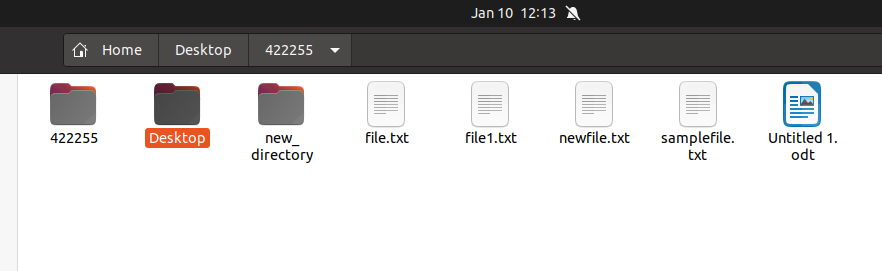 Jan 10 12:13
Home Desktop 422255
422255 Desktop new_ file.txt file1.txt newfile.txt samplefile. Untitled 1.
directory txt odt